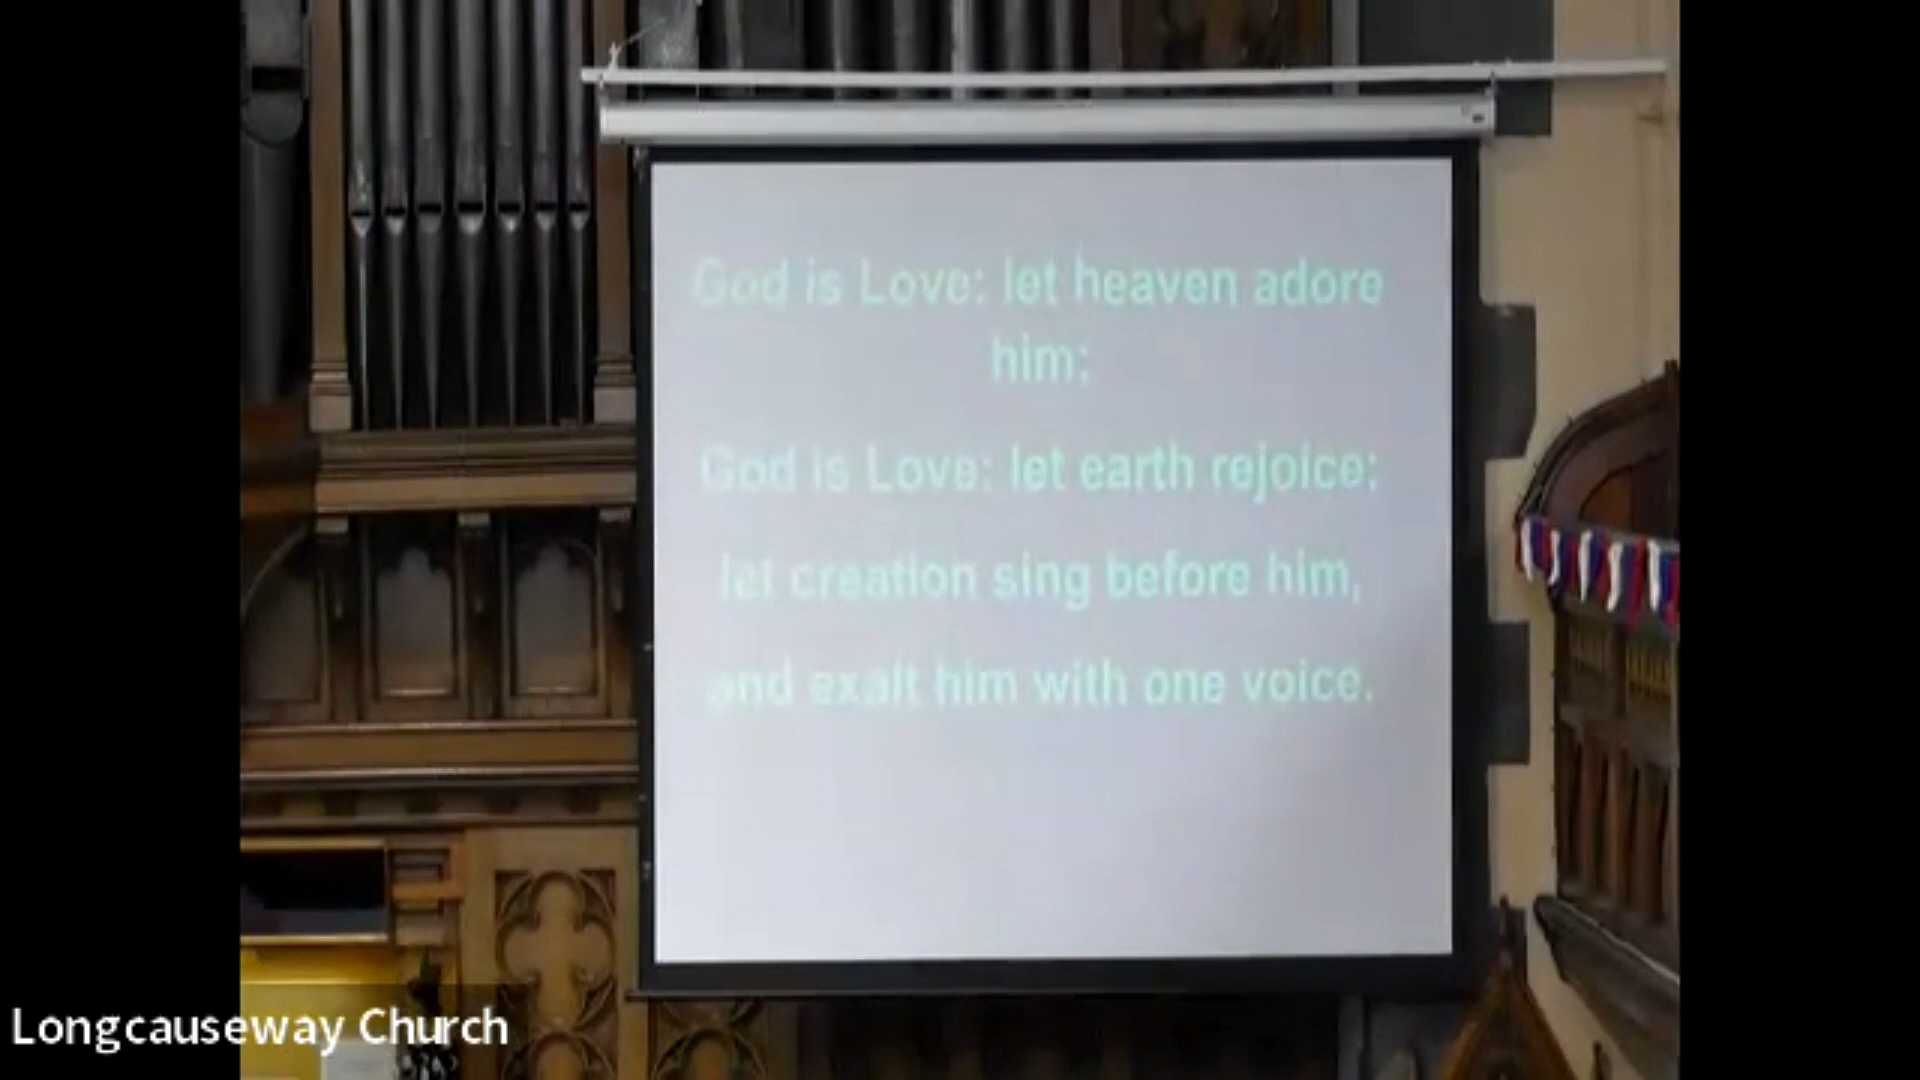 God is Love: let heaven adore
him;
God is Love: let earth rejoice;
let creation sing before him,
and exalt him with one voice.
Longcauseway Church